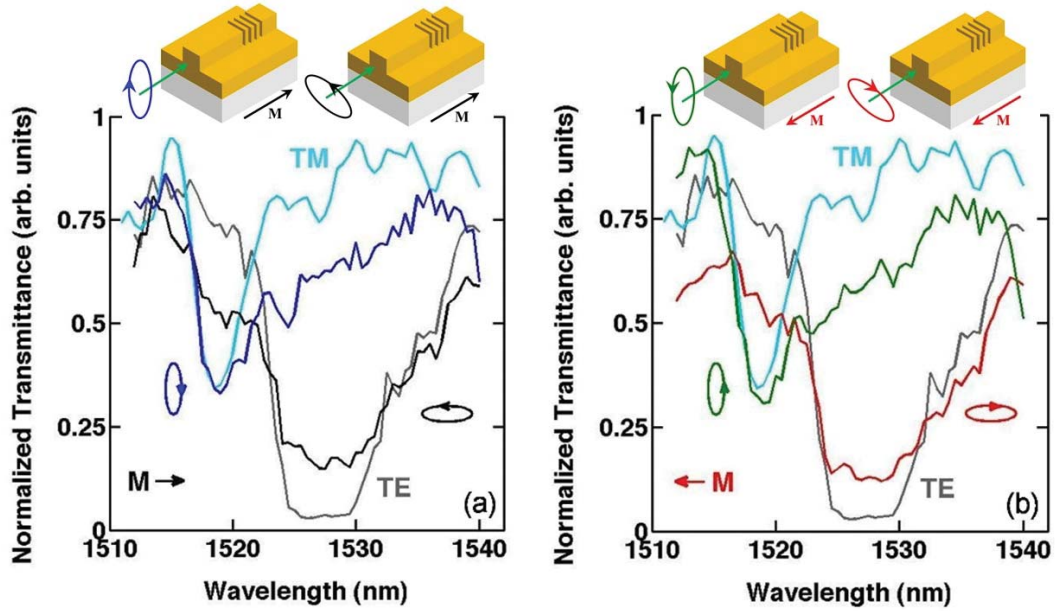 M
M
M
M
Normalized Transmittance (arb. units)
1
0.75
0.5
0.25
0
TM
M
TE
(a)
1510
1520
1530
1540
Wavelength (nm)
Normalized Transmittance (arb. units)
1
0.75
0.5
0.25
0
TM
M
TE
(b)
1510
1520
1530
1540
Wavelength (nm)